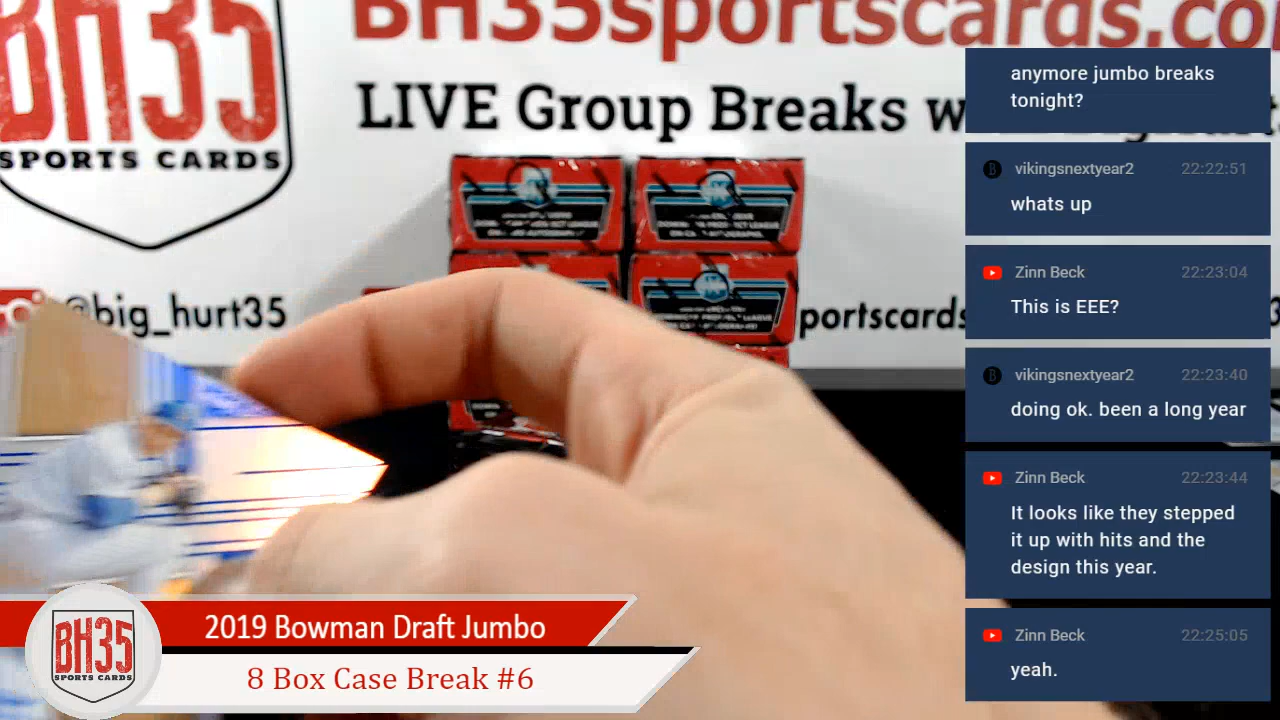 BH35
SPORTS CARDS
BH35sportscards.co
LIVE Group Breaks w
@big_hurt35
portscards
anymore jumbo breaks
tonight?
vikingsnextyear2 22:22:51
whats up
Zinn Beck 22:23:04
This is EEE?
vikingsnextyear2 22:23:40
doing ok. been a long year
Zinn Beck 22:23:44
It looks like they stepped
it up with hits and the
design this year.
Zinn Beck 22:25:05
yeah.
BH35
SPORTS CARDS
2019 Bowman Draft Jumbo
8 Box Case Break #6